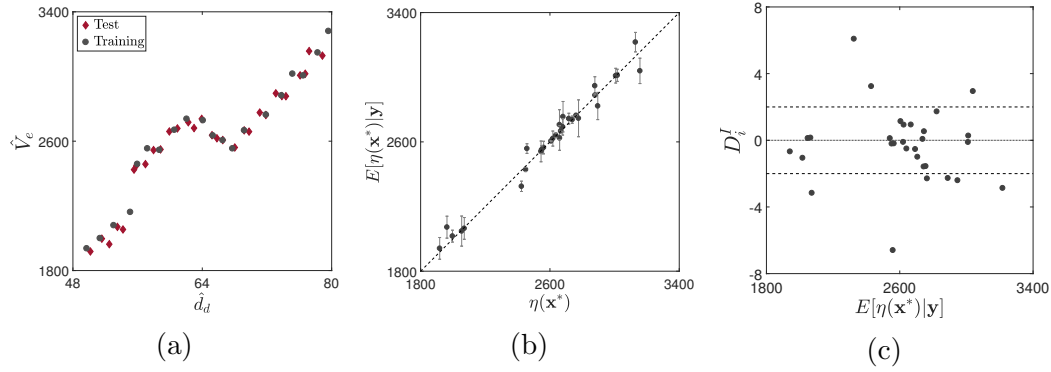 Test
Training
3400
2600
1800
V̂_e
48
64
80
d̂_d
(a)
3400
2600
1800
E[η(x*)|y]
1800
2600
3400
η(x*)
(b)
8
4
0
-4
-8
D_i^I
1800
2600
3400
E[η(x*)|y]
(c)